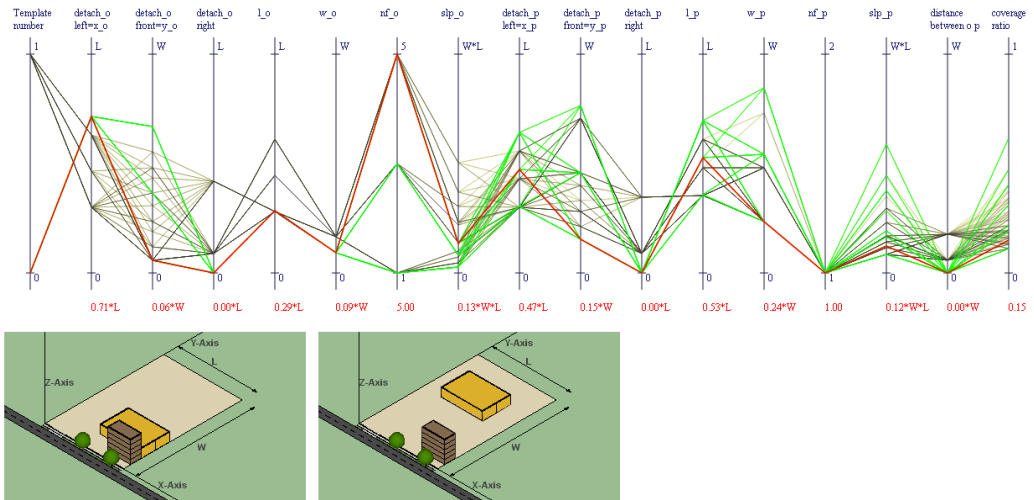 Template number
detach_o left=x_o
detach_o front=y_o
detach_o right
l_o
w_o
nf_o
slp_o
detach_p left=x_p
detach_p front=y_p
detach_p right
l_p
w_p
nf_p
slp_p
distance between o p
coverage ratio
1
L
W
L
L
W
5
W*L
L
W
L
L
W
2
W*L
W
1
0
0
0
0
0
0
1
0
0
0
0
0
0
1
0
0
0
0.71*L
0.06*W
0.00*L
0.29*L
0.09*W
5.00
0.13*W*L
0.47*L
0.15*W
0.00*L
0.53*L
0.24*W
1.00
0.12*W*L
0.00*W
0.15
Y-Axis
L
Z-Axis
W
X-Axis
Y-Axis
L
Z-Axis
W
X-Axis